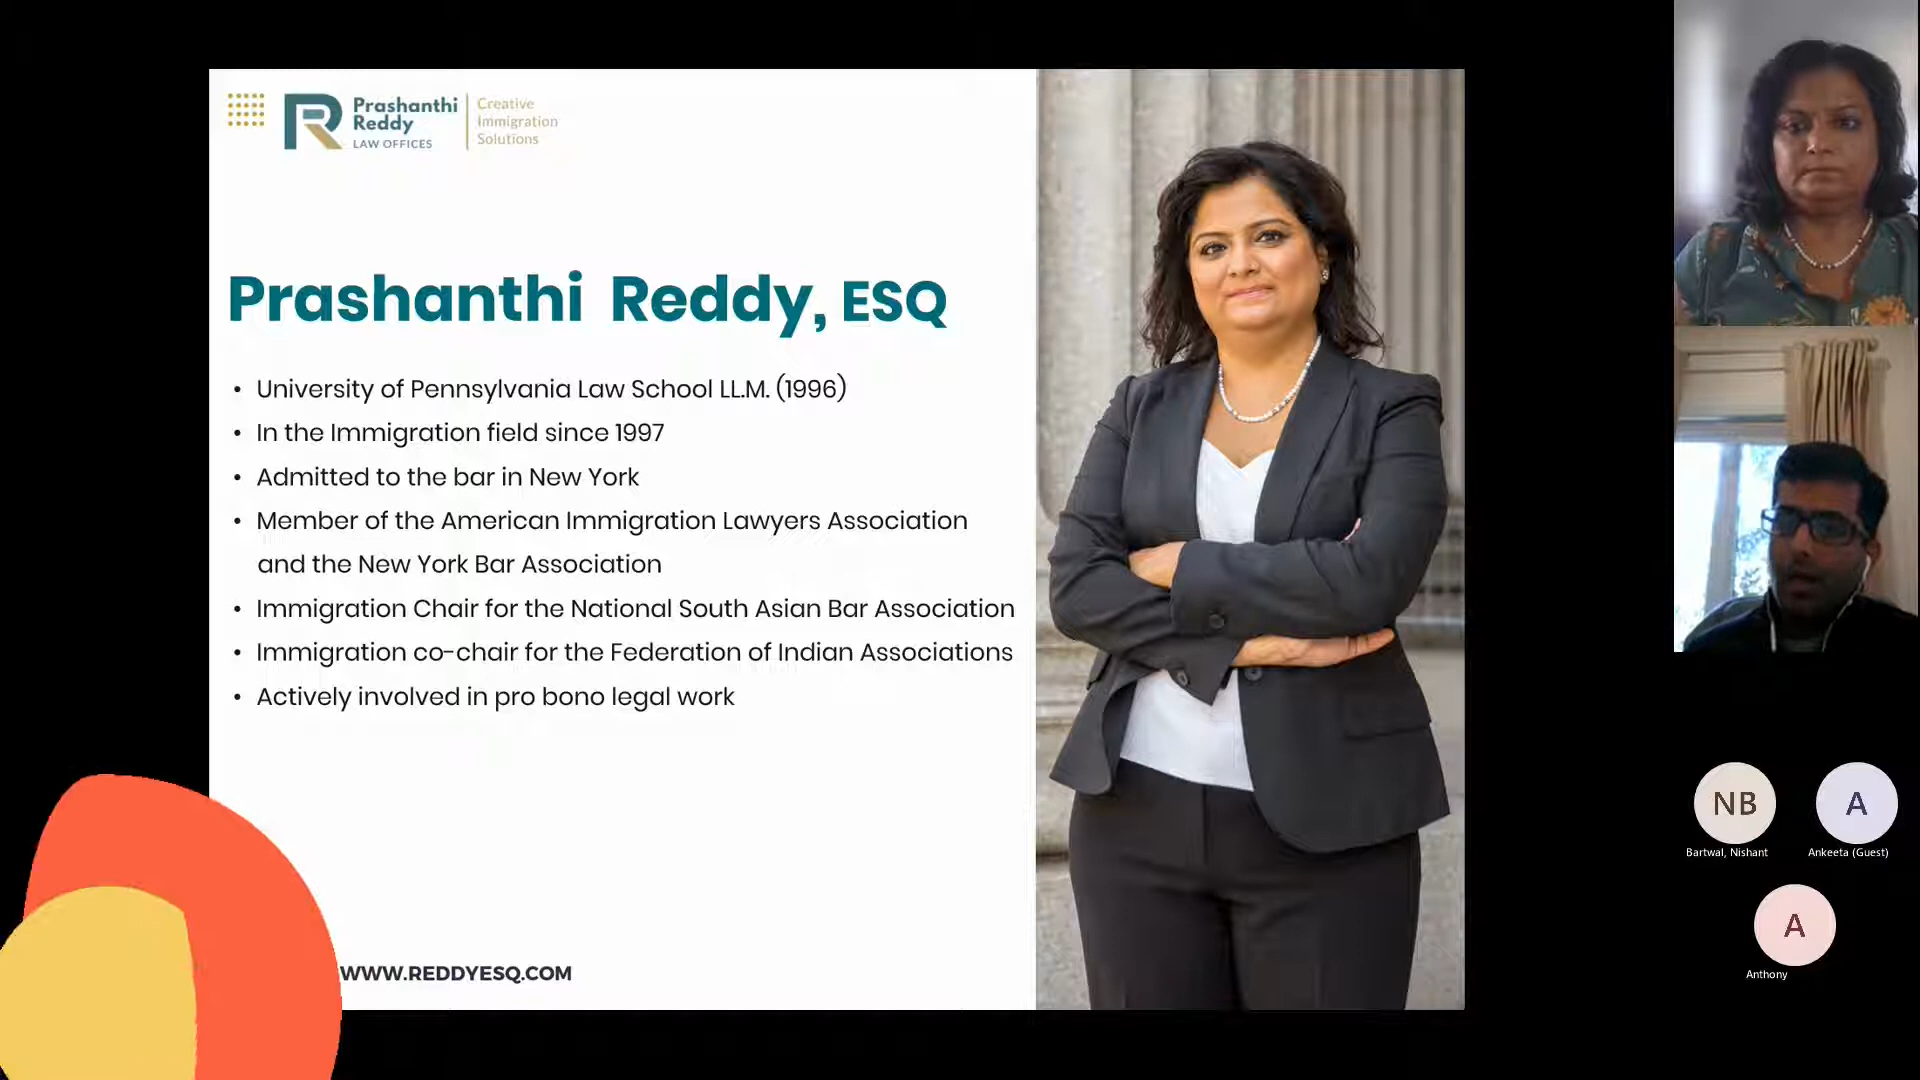 Prashanthi
Reddy
LAW OFFICES
Creative
Immigration
Solutions
Prashanthi Reddy, ESQ
• University of Pennsylvania Law School LL.M. (1996)
• In the Immigration field since 1997
• Admitted to the bar in New York
• Member of the American Immigration Lawyers Association
and the New York Bar Association
• Immigration Chair for the National South Asian Bar Association
• Immigration co-chair for the Federation of Indian Associations
• Actively involved in pro bono legal work
WWW.REDDYESQ.COM
NB
Bartwal, Nishant
A
Ankeeta (Guest)
A
Anthony